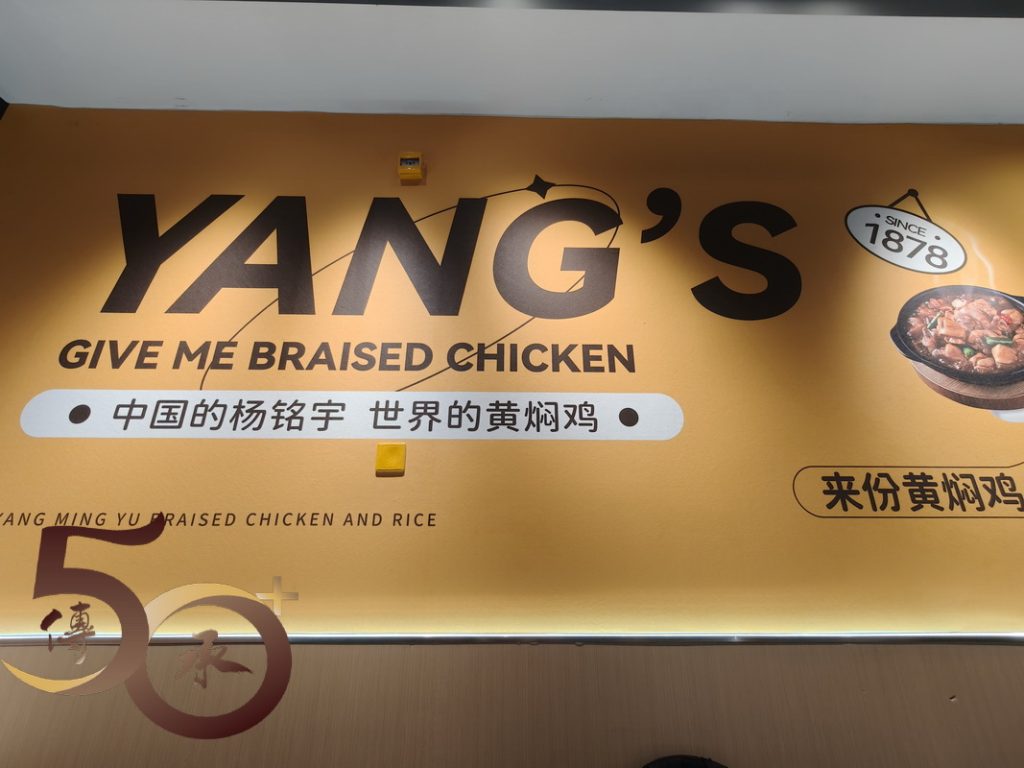 YANG'S
SINCE
1878
GIVE ME BRAISED CHICKEN
中国的杨铭宇 世界的黄焖鸡
来份黄焖鸡
YANG MING YU BRAISED CHICKEN AND RICE
50+
傳承